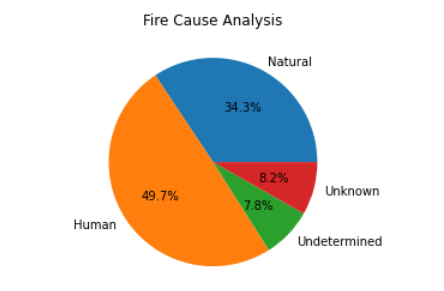 Fire Cause Analysis
Natural
34.3%
Human
49.7%
8.2%
Unknown
7.8%
Undetermined